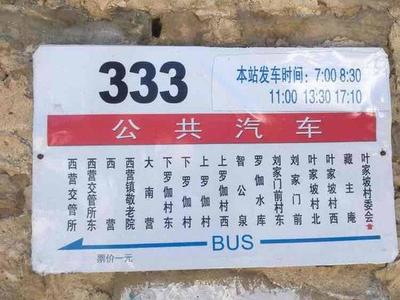 333
本站发车时间：7:00 8:30
11:00 13:30 17:10
公共汽车
西营交管所
西营交管所东
西营
西营镇敬老院
大南营
下罗伽村东
下罗伽村
上罗伽村
上罗伽村西
智公泉
罗伽水库
刘家门前村东
刘家门前
叶家坡村北
叶家坡村西
藏主庵
叶家坡村委会
BUS
票价一元